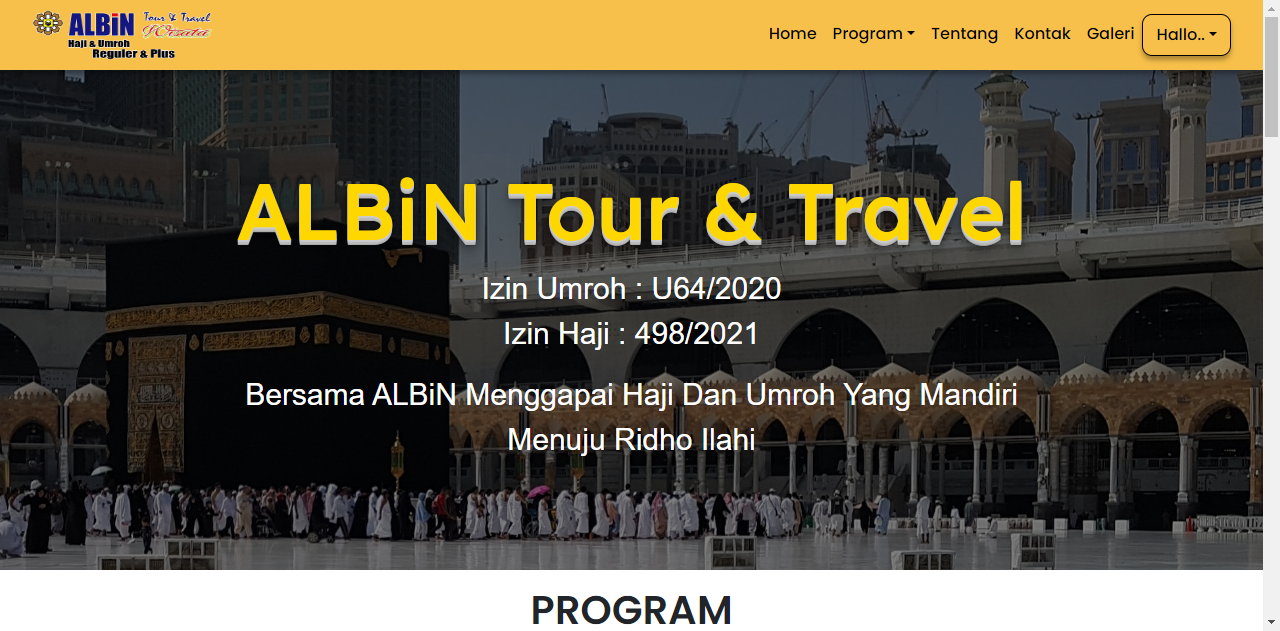 ALBiN Tour & Travel
Wisata
Haji & Umroh
Reguler & Plus
Home Program Tentang Kontak Galeri Hallo..
ALBiN Tour & Travel
Izin Umroh : U64/2020
Izin Haji : 498/2021
Bersama ALBiN Menggapai Haji Dan Umroh Yang Mandiri
Menuju Ridho Ilahi
PROGRAM